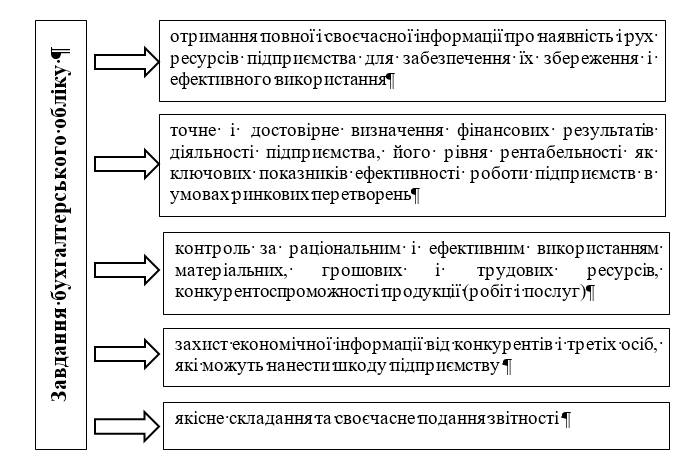 Завдання·бухгалтерського·обліку·¶
отримання·повної·і·своєчасної·інформації·про·наявність·і·рух·
ресурсів· підприємства· для· забезпечення· їх· збереження· і·
ефективного·використання¶
точне· і· достовірне· визначення· фінансових· результатів·
діяльності· підприємства,· його· рівня· рентабельності· як·
ключових· показників· ефективності· роботи· підприємств· в·
умовах·ринкових·перетворень¶
контроль· за· раціональним· і· ефективним· використанням·
матеріальних,· грошових· і· трудових· ресурсів,·
конкурентоспроможності·продукції·(робіт·і·послуг)¶
захист·економічної·інформації·від·конкурентів·і·третіх·осіб,·
які·можуть·нанести·шкоду·підприємству·¶
якісне·складання·та·своєчасне·подання·звітності·¶